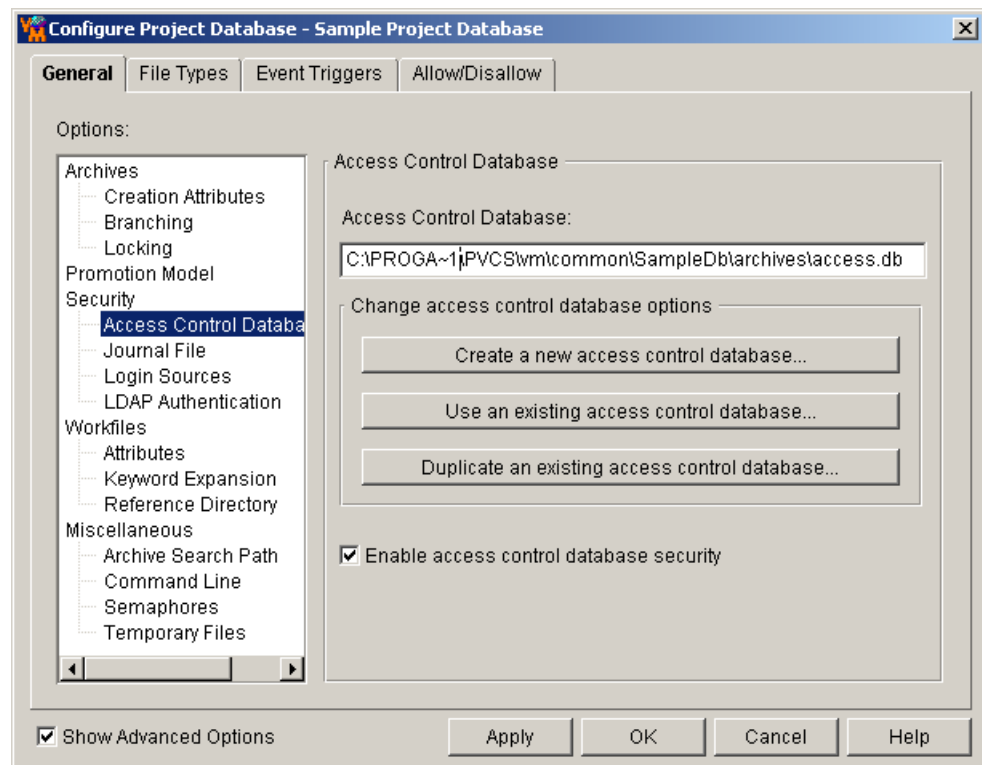 Configure Project Database - Sample Project Database
General File Types Event Triggers Allow/Disallow
Options:
Archives
Creation Attributes
Branching
Locking
Promotion Model
Security
Access Control Databa
Journal File
Login Sources
LDAP Authentication
Workfiles
Attributes
Keyword Expansion
Reference Directory
Miscellaneous
Archive Search Path
Command Line
Semaphores
Temporary Files
Access Control Database
Access Control Database:
C:\PROGA~1\PVCS\vm\common\SampleDb\archives\access.db
Change access control database options
Create a new access control database...
Use an existing access control database...
Duplicate an existing access control database...
Enable access control database security
Show Advanced Options
Apply OK Cancel Help